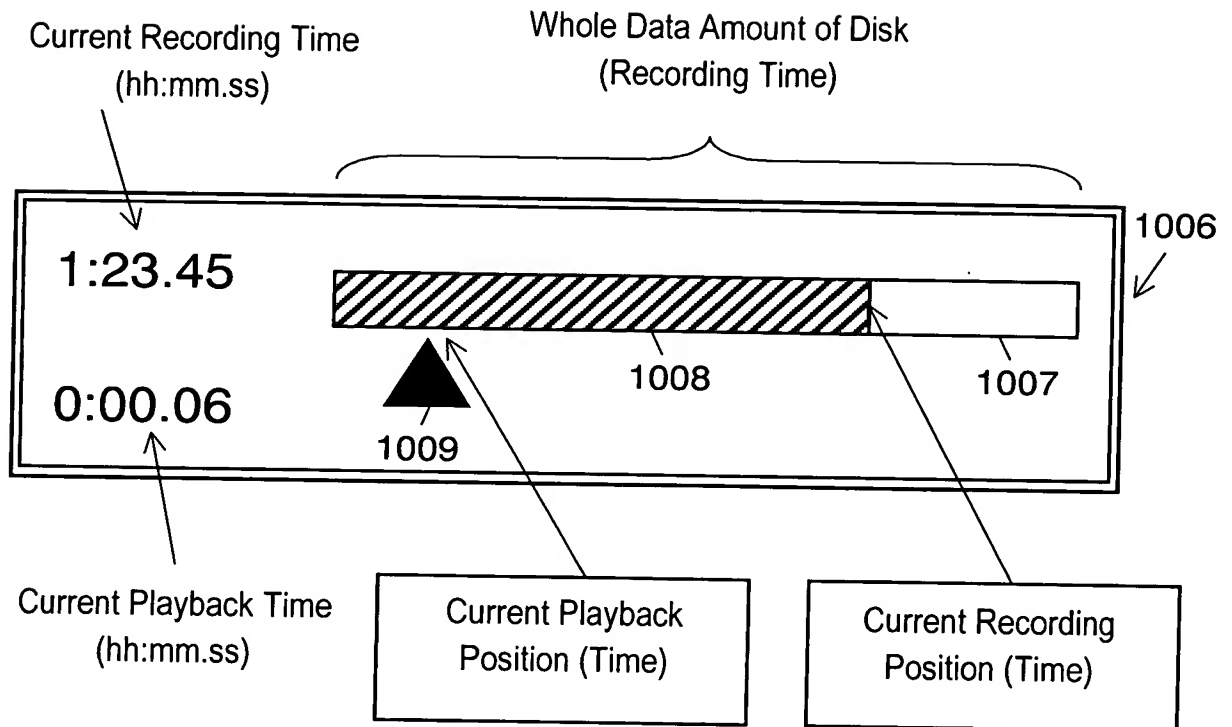 Current Recording Time
(hh:mm.ss)
Whole Data Amount of Disk
(Recording Time)
1006
1:23.45
1008
1007
0:00.06
1009
Current Playback Time
(hh:mm.ss)
Current Playback
Position (Time)
Current Recording
Position (Time)